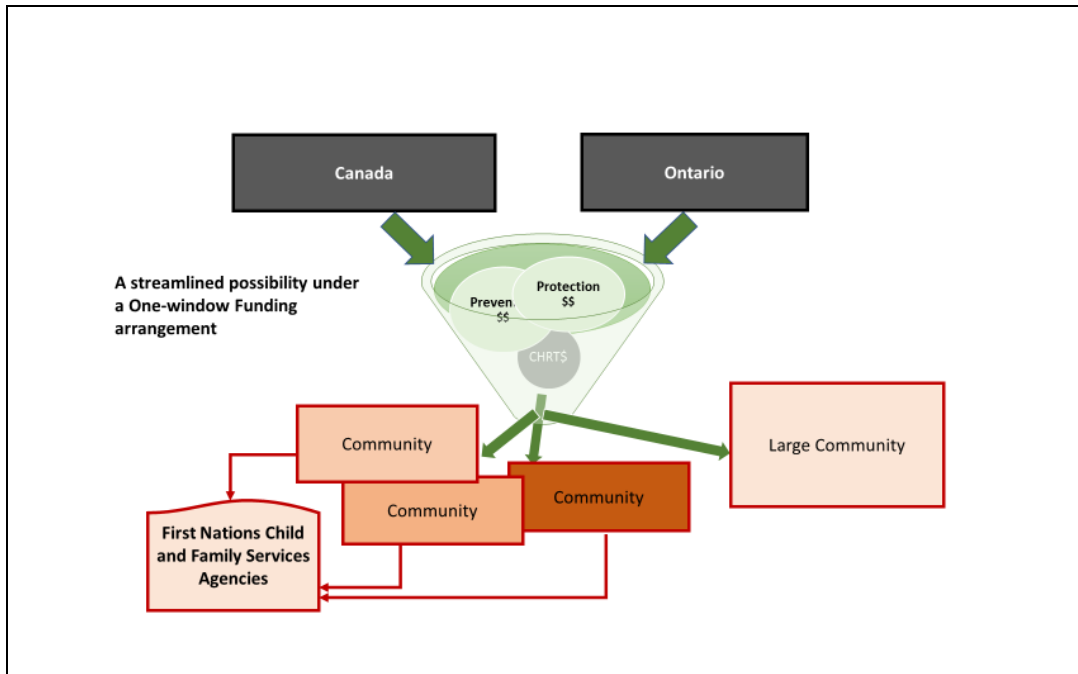 Canada
Ontario
A streamlined possibility under
a One-window Funding
arrangement
Protection
$$
Preven
$$
CHRT$
Community
Large Community
Community
Community
First Nations Child
and Family Services
Agencies